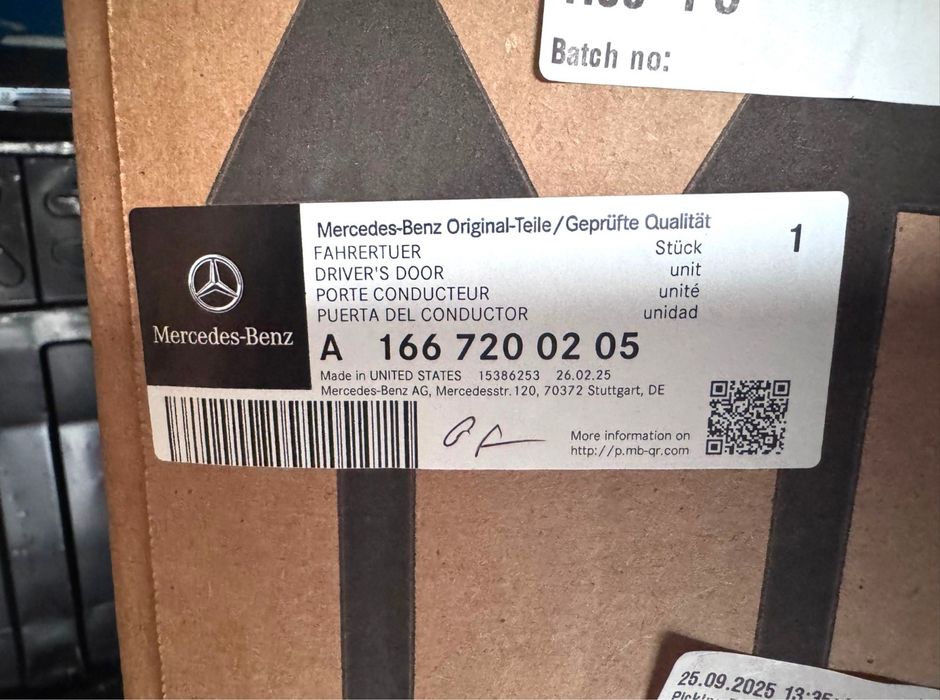 Batch no:
Mercedes-Benz Original-Teile/Geprüfte Qualität
FAHRERTUER Stück 1
DRIVER'S DOOR unit
PORTE CONDUCTEUR unité
PUERTA DEL CONDUCTOR unidad
Mercedes-Benz
A 166 720 02 05
Made in UNITED STATES 15386253 26.02.25
Mercedes-Benz AG, Mercedesstr. 120, 70372 Stuttgart, DE
More information on
http://p.mb-qr.com
25.09.2025 13:35